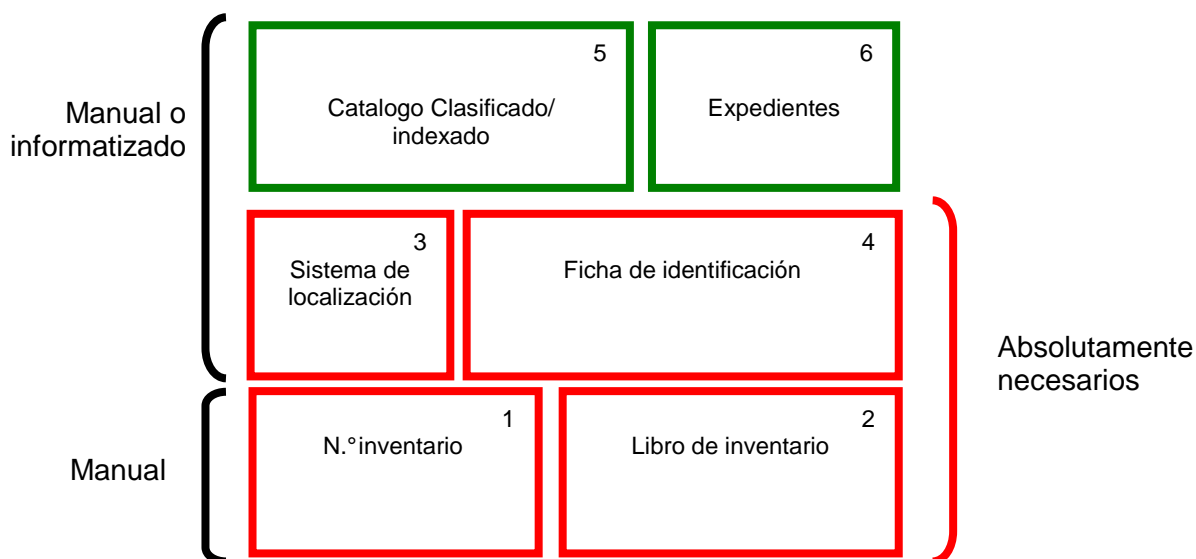 5
Catalogo Clasificado/
indexado
6
Expedientes
Manual o
informatizado
3
Sistema de
localización
4
Ficha de identificación
Absolutamente
necesarios
1
N.° inventario
2
Libro de inventario
Manual